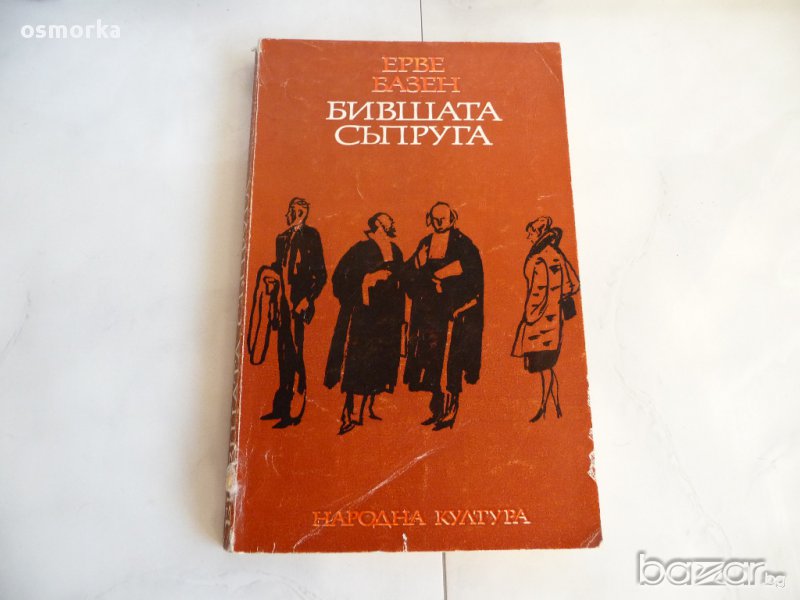 osmorka
ЕРВЕ
БАЗЕН
БИВШАТА
СЪПРУГА
НАРОДНА КУЛТУРА
bazar.bg